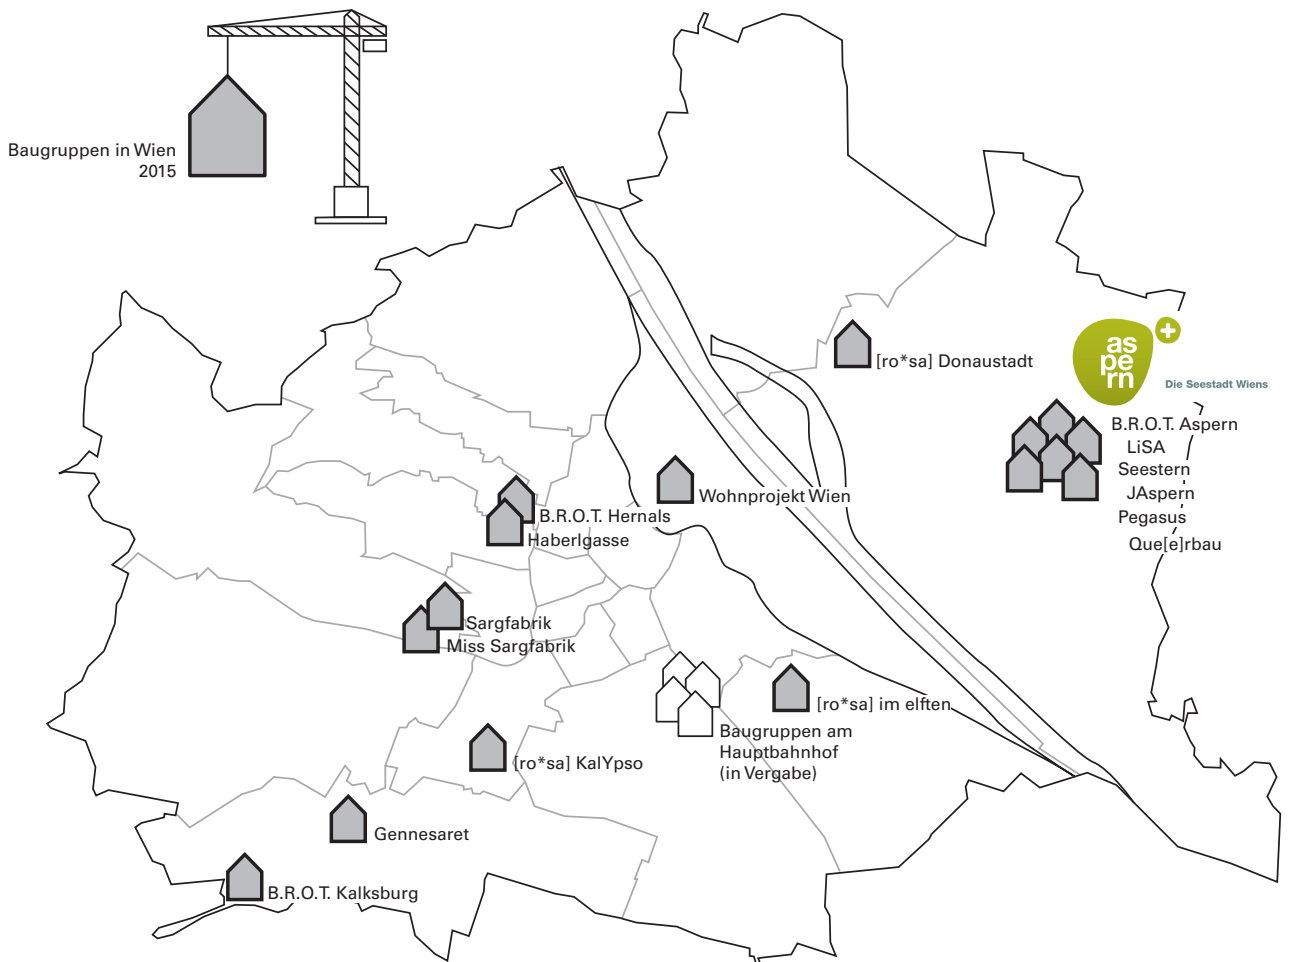 Baugruppen in Wien
2015
[ro*sa] Donaustadt
as
pe
rn
+
Die Seestadt Wiens
B.R.O.T. Aspern
LiSA
Seestern
JAspern
Pegasus
Que[e]rbau
Wohnprojekt Wien
B.R.O.T. Hernals
Haberlgasse
Sargfabrik
Miss Sargfabrik
[ro*sa] im elften
Baugruppen am
Hauptbahnhof
(in Vergabe)
[ro*sa] KalYpso
Gennesaret
B.R.O.T. Kalksburg